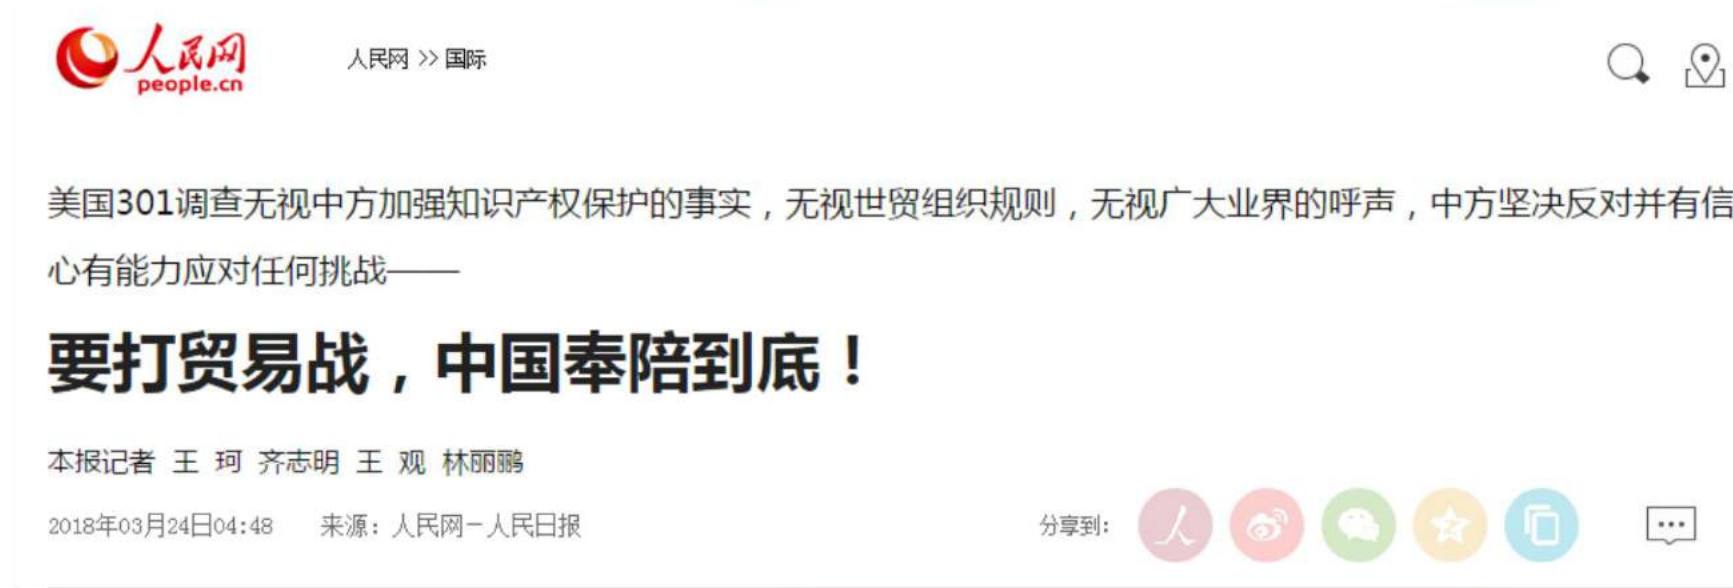 人民网
people.cn
人民网 >> 国际
美国301调查无视中方加强知识产权保护的事实，无视世贸组织规则，无视广大业界的呼声，中方坚决反对并有信
心有能力应对任何挑战——
要打贸易战，中国奉陪到底！
本报记者 王 珂 齐志明 王 观 林丽鹂
2018年03月24日04:48 来源：人民网－人民日报
分享到：
人